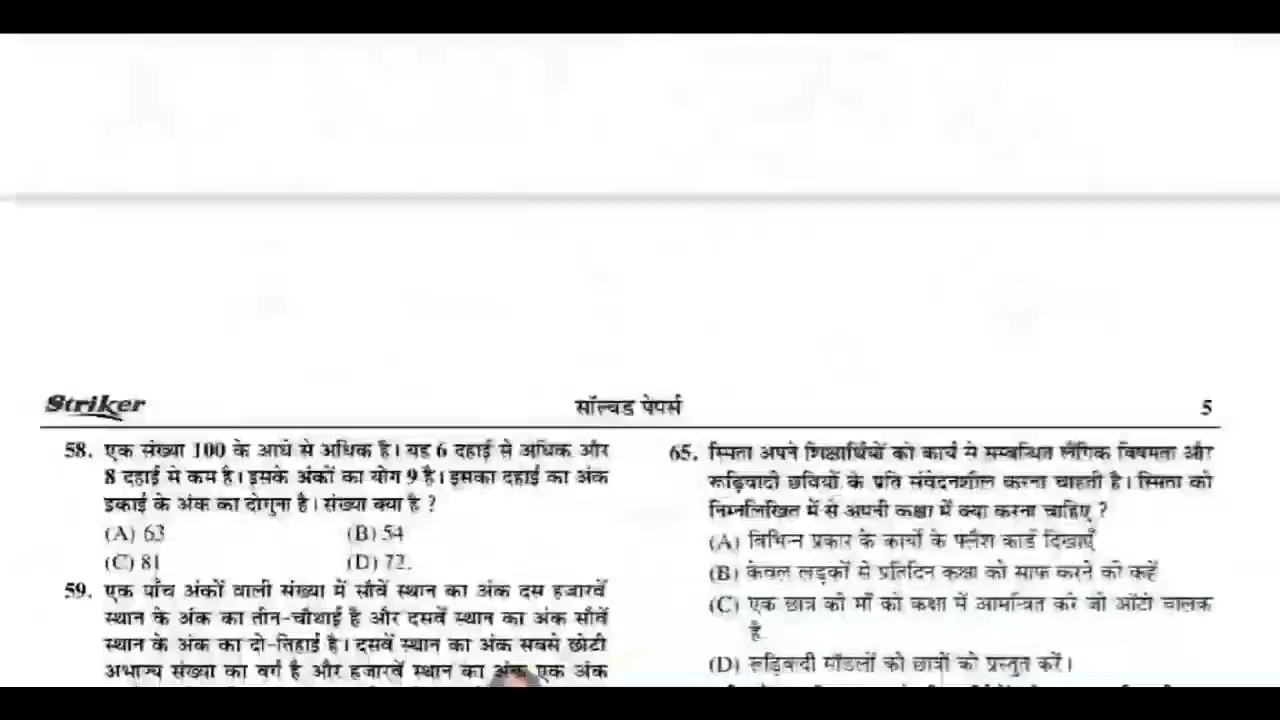 Striker
सॉल्वड पेपर्स
5
58. एक संख्या 100 के आधे से अधिक है। यह 6 दहाई से अधिक और
8 दहाई से कम है। इसके अंकों का योग 9 है। इसका दहाई का अंक
इकाई के अंक का दोगुना है। संख्या क्या है ?
(A) 63 (B) 54
(C) 81 (D) 72.
59. एक पाँच अंकों वाली संख्या में सौवें स्थान का अंक दस हजारवें
स्थान के अंक का तीन-चौथाई है और दसवें स्थान का अंक सौवें
स्थान के अंक का दो-तिहाई है। दसवें स्थान का अंक सबसे छोटी
अभाज्य संख्या का वर्ग है और हजारवें स्थान का अंक एक अंक
65. स्मिता अपने शिक्षार्थियों को कार्य से सम्बन्धित लैंगिक विषमता और
रूढ़िवादी छवियों के प्रति संवेदनशील करना चाहती है। स्मिता को
निम्नलिखित में से अपनी कक्षा में क्या करना चाहिए ?
(A) विभिन्न प्रकार के कार्यों के फ्लैश कार्ड दिखाएँ
(B) केवल लड़कों से प्रतिदिन कक्षा को साफ करने को कहें
(C) एक छात्र की माँ को कक्षा में आमन्त्रित करे जो ऑटो चालक
है
(D) रूढ़िवादी मॉडलों को छात्रों को प्रस्तुत करें।